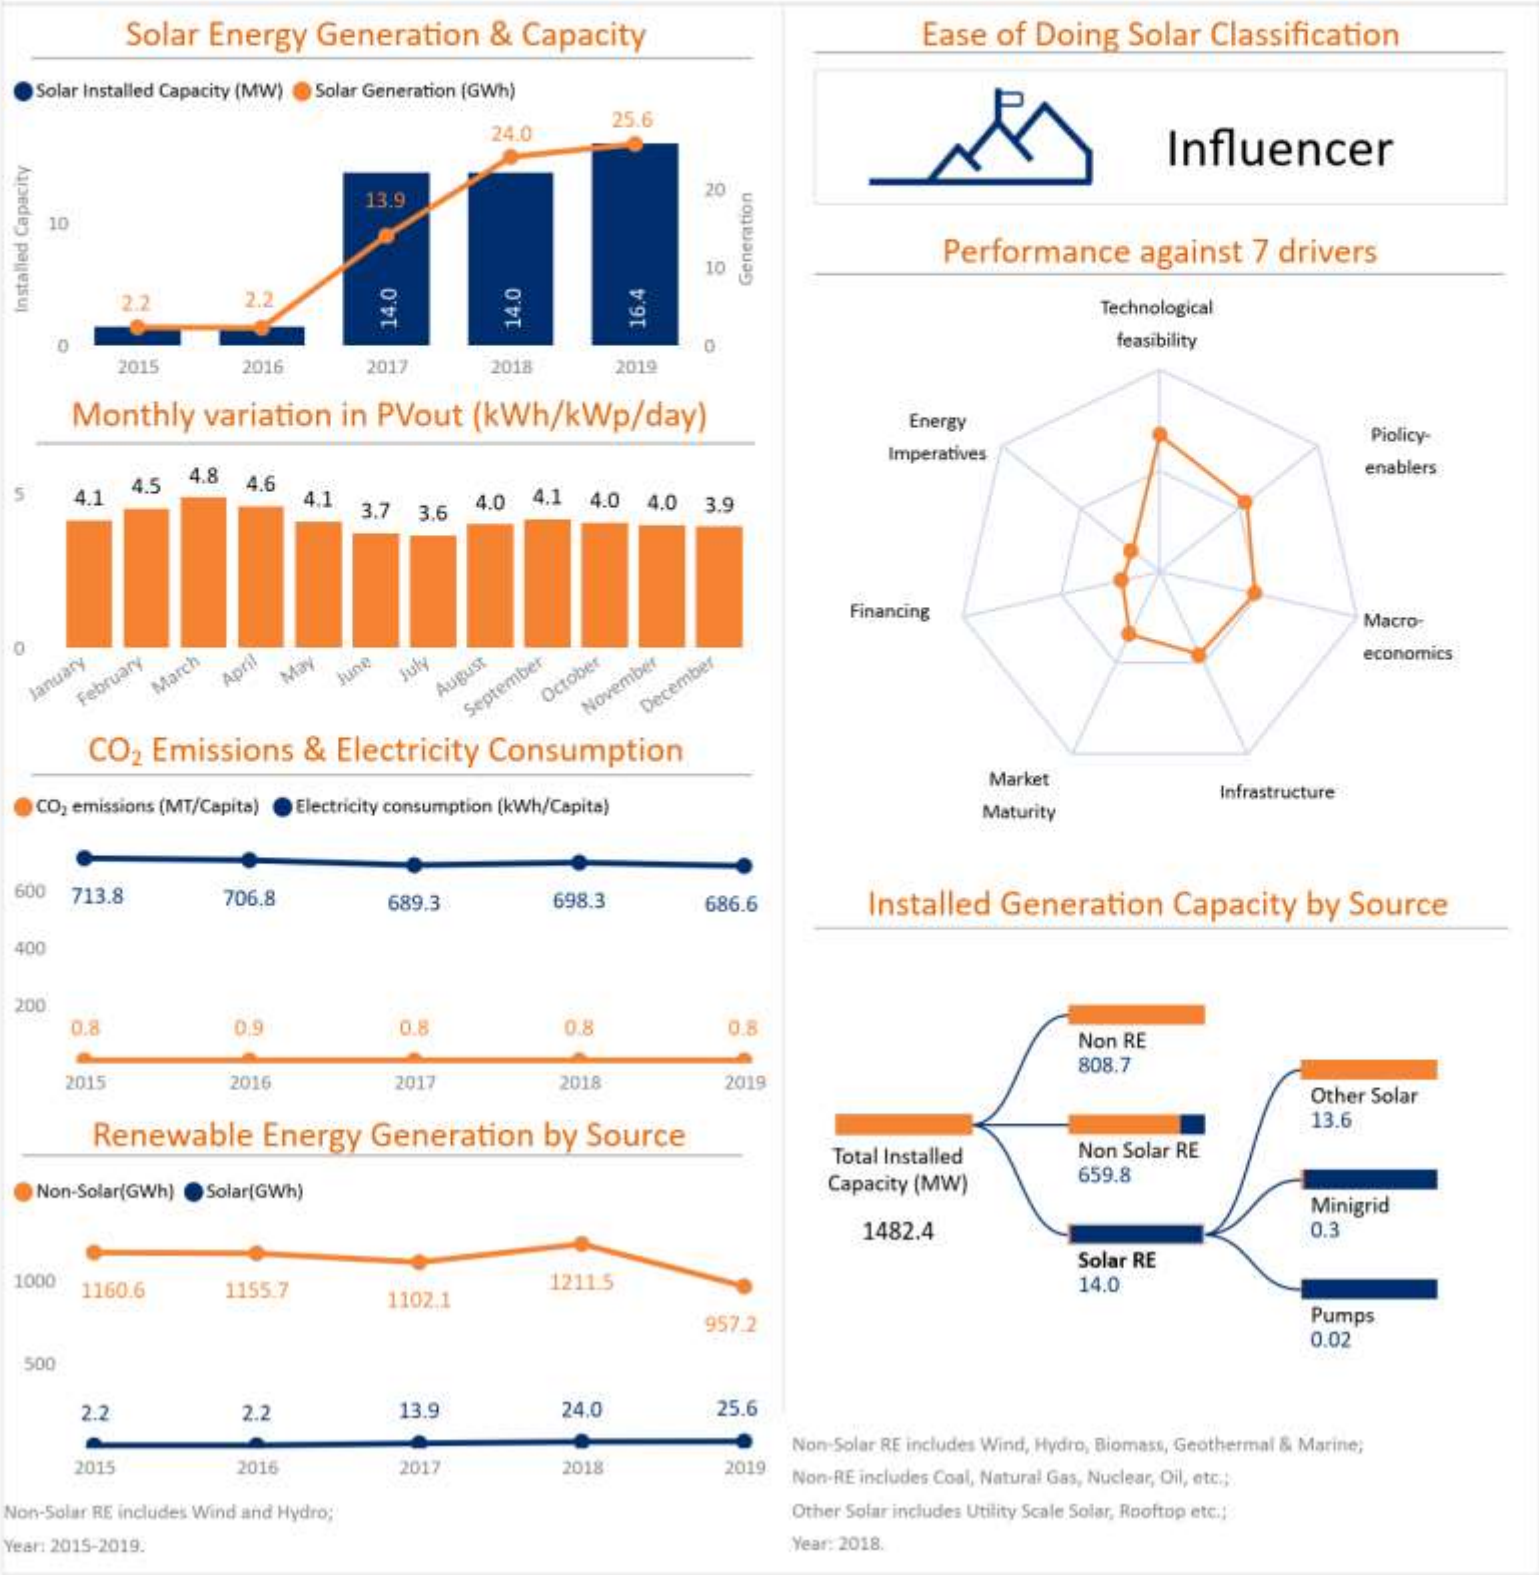 Solar Energy Generation & Capacity
Solar Installed Capacity (MW) Solar Generation (GWh)
Installed Capacity
10
0
20
10
0
Generation
2.2
2.2
13.9
24.0
25.6
14.0
14.0
16.4
2015 2016 2017 2018 2019
Monthly variation in PVout (kWh/kWp/day)
5
0
4.1 4.5 4.8 4.6 4.1 3.7 3.6 4.0 4.1 4.0 4.0 3.9
January February March April May June July August September October November December
CO₂ Emissions & Electricity Consumption
CO₂ emissions (MT/Capita) Electricity consumption (kWh/Capita)
600
400
200
713.8 706.8 689.3 698.3 686.6
0.8 0.9 0.8 0.8 0.8
2015 2016 2017 2018 2019
Renewable Energy Generation by Source
Non-Solar(GWh) Solar(GWh)
1000
500
1160.6 1155.7 1102.1 1211.5 957.2
2.2 2.2 13.9 24.0 25.6
2015 2016 2017 2018 2019
Non-Solar RE includes Wind and Hydro;
Year: 2015-2019.
Ease of Doing Solar Classification
Influencer
Performance against 7 drivers
Technological
feasibility
Piolicy-
enablers
Macro-
economics
Infrastructure
Market
Maturity
Financing
Energy
Imperatives
Installed Generation Capacity by Source
Total Installed
Capacity (MW)
1482.4
Non RE
808.7
Non Solar RE
659.8
Solar RE
14.0
Other Solar
13.6
Minigrid
0.3
Pumps
0.02
Non-Solar RE includes Wind, Hydro, Biomass, Geothermal & Marine;
Non-RE includes Coal, Natural Gas, Nuclear, Oil, etc.;
Other Solar includes Utility Scale Solar, Rooftop etc.;
Year: 2018.